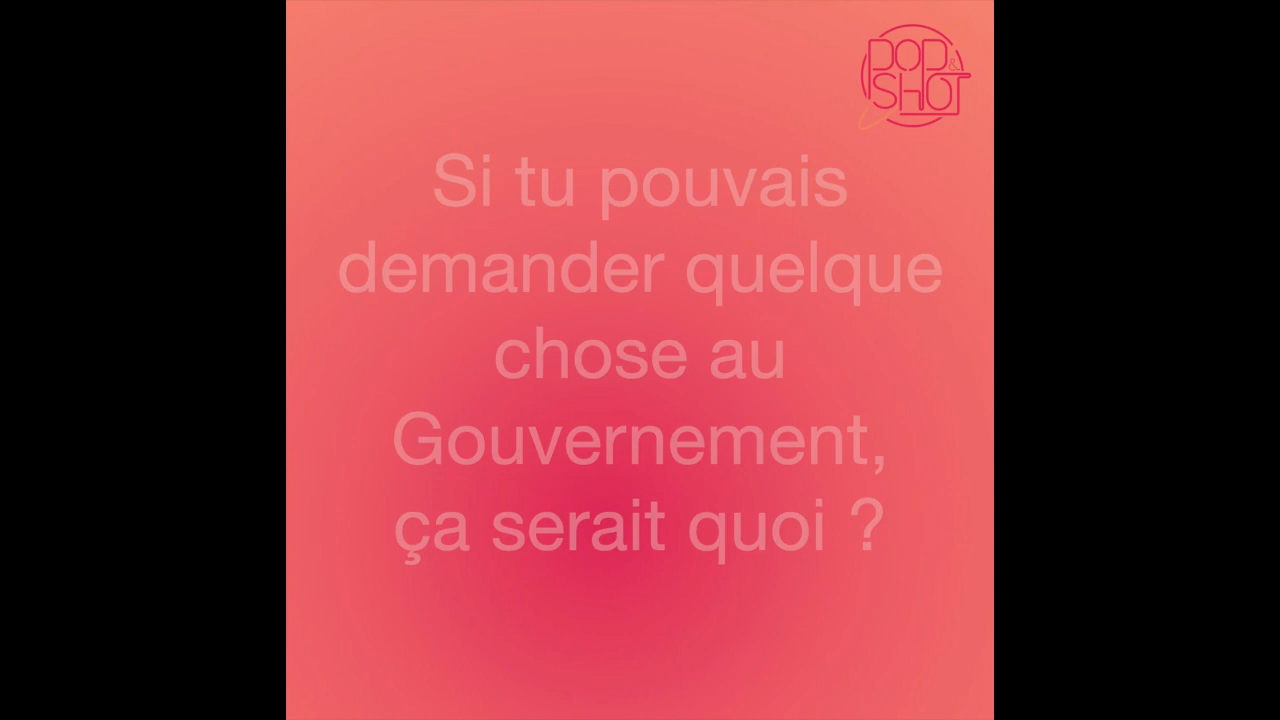 POP &
SHOT
Si tu pouvais
demander quelque
chose au
Gouvernement,
ça serait quoi ?